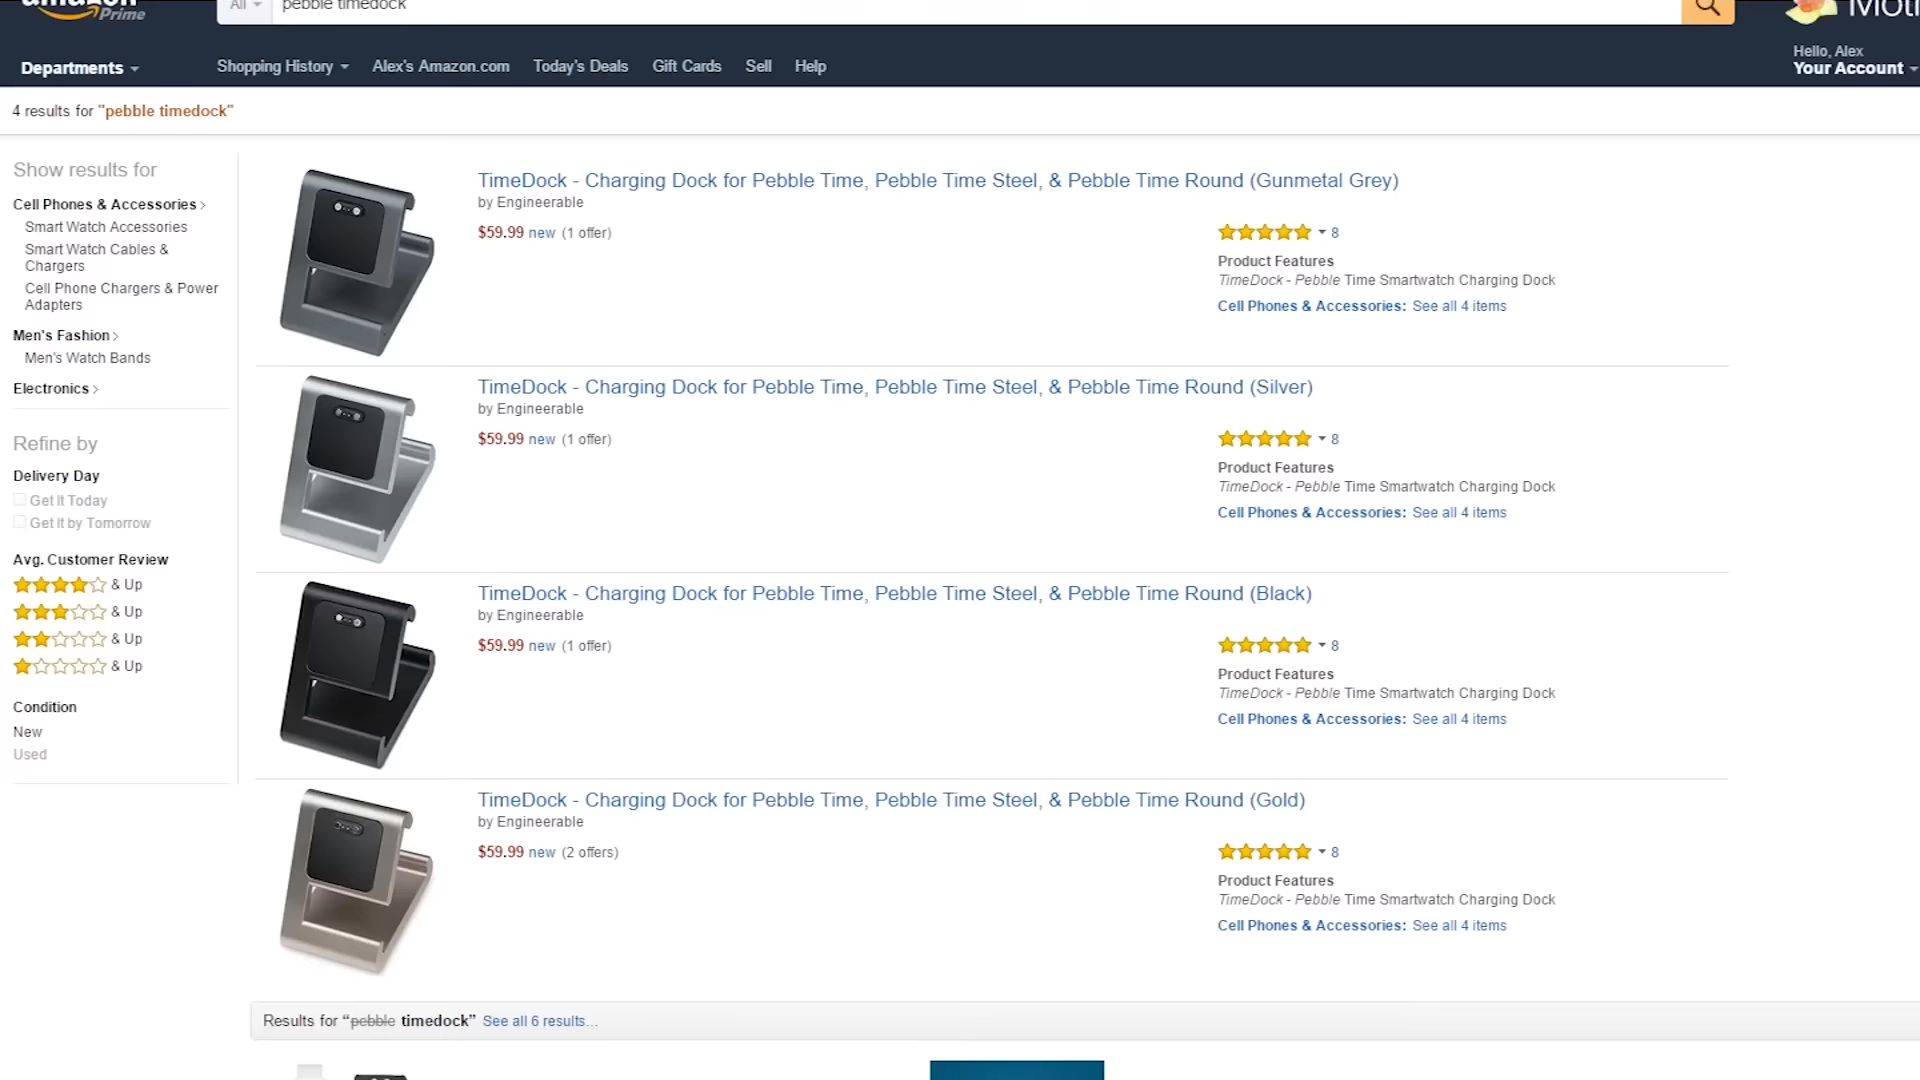 amazon
Prime
All
pebble timedock
Hello, Alex
Departments
Shopping History
Alex's Amazon.com
Today's Deals
Gift Cards
Sell
Help
Your Account
4 results for "pebble timedock"
Show results for
Cell Phones & Accessories
Smart Watch Accessories
Smart Watch Cables &
Chargers
Cell Phone Chargers & Power
Adapters
Men's Fashion
Men's Watch Bands
Electronics
Refine by
Delivery Day
Get It Today
Get It by Tomorrow
Avg. Customer Review
& Up
& Up
& Up
& Up
Condition
New
Used
TimeDock - Charging Dock for Pebble Time, Pebble Time Steel, & Pebble Time Round (Gunmetal Grey)
by Engineerable
$59.99 new (1 offer)
8
Product Features
TimeDock - Pebble Time Smartwatch Charging Dock
Cell Phones & Accessories: See all 4 items
TimeDock - Charging Dock for Pebble Time, Pebble Time Steel, & Pebble Time Round (Silver)
by Engineerable
$59.99 new (1 offer)
8
Product Features
TimeDock - Pebble Time Smartwatch Charging Dock
Cell Phones & Accessories: See all 4 items
TimeDock - Charging Dock for Pebble Time, Pebble Time Steel, & Pebble Time Round (Black)
by Engineerable
$59.99 new (1 offer)
8
Product Features
TimeDock - Pebble Time Smartwatch Charging Dock
Cell Phones & Accessories: See all 4 items
TimeDock - Charging Dock for Pebble Time, Pebble Time Steel, & Pebble Time Round (Gold)
by Engineerable
$59.99 new (2 offers)
8
Product Features
TimeDock - Pebble Time Smartwatch Charging Dock
Cell Phones & Accessories: See all 4 items
Results for “pebble timedock” See all 6 results...